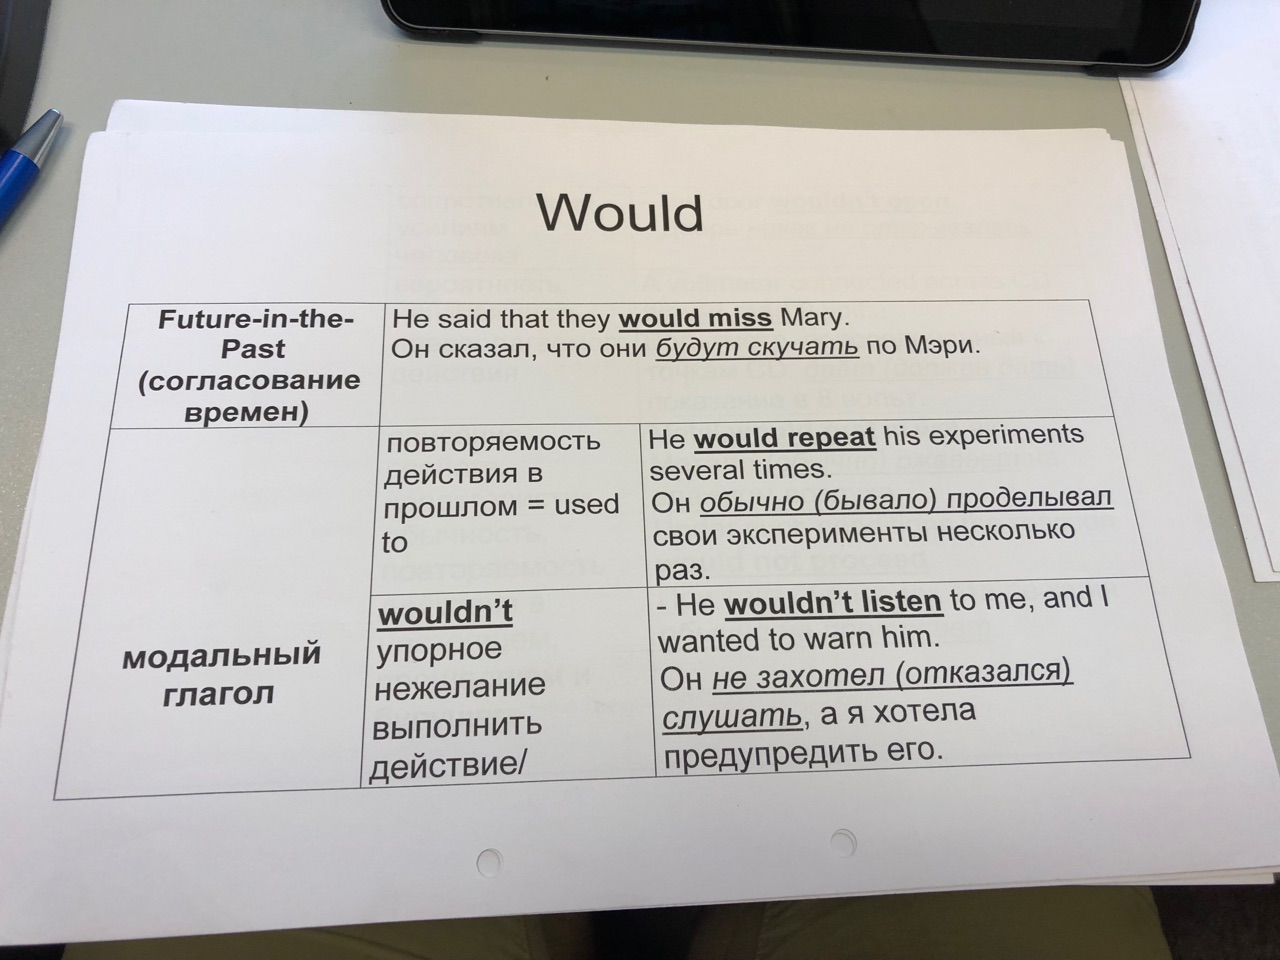 Would
Future-in-the-
Past
(согласование
времен)
He said that they would miss Mary.
Он сказал, что они будут скучать по Мэри.
модальный
глагол
повторяемость
действия в
прошлом = used
to
He would repeat his experiments
several times.
Он обычно (бывало) проделывал
свои эксперименты несколько
раз.
wouldn’t
упорное
нежелание
выполнить
действие/
- He wouldn’t listen to me, and I
wanted to warn him.
Он не захотел (отказался)
слушать, а я хотела
предупредить его.